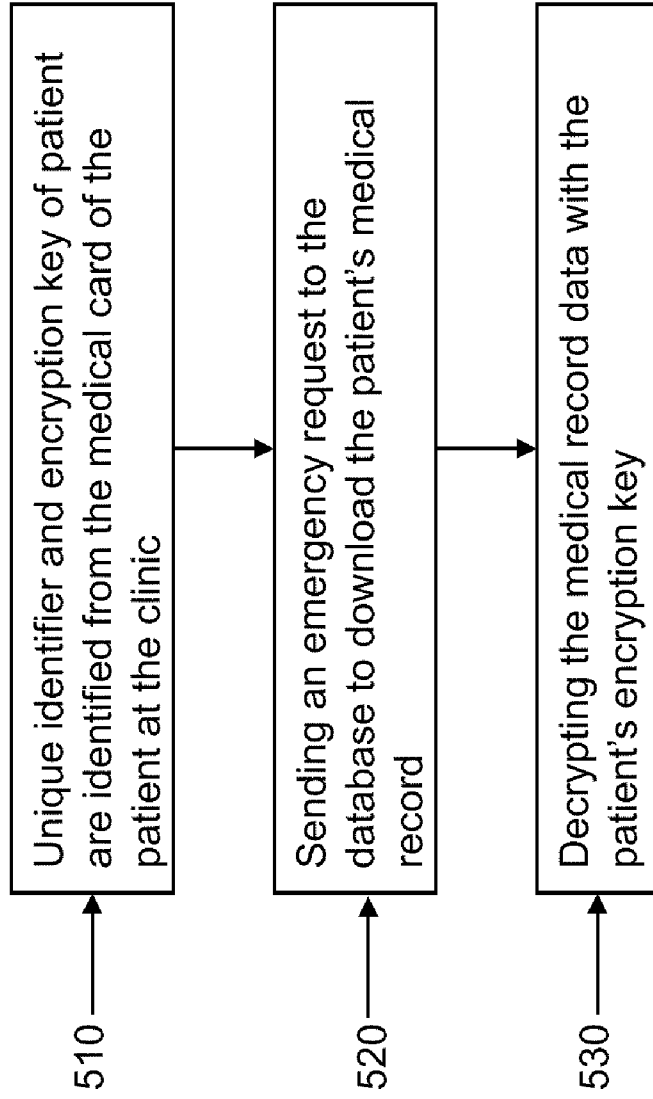 510
Unique identifier and encryption key of patient
are identified from the medical card of the
patient at the clinic
520
Sending an emergency request to the
database to download the patient's medical
record
530
Decrypting the medical record data with the
patient's encryption key